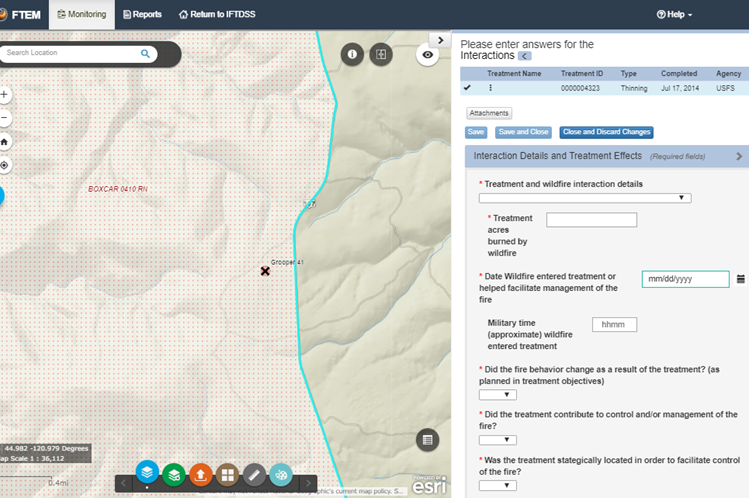 FTEM Monitoring Reports Return to IFTDSS Help
Search Location
BOXCAR 0410 RN
Grooper 41
44.982 -120.979 Degrees
ap Scale 1 : 36,112
0.4mi
POWERED BY
esri
Please enter answers for the
Interactions
Treatment Name Treatment ID Type Completed Agency
0000004323 Thinning Jul 17, 2014 USFS
Attachments
Save Save and Close Close and Discard Changes
Interaction Details and Treatment Effects (Required fields)
* Treatment and wildfire interaction details
* Treatment
acres
burned by
wildfire
* Date Wildfire entered treatment or
helped facilitate management of the
fire
mm/dd/yyyy
Military time
(approximate) wildfire
entered treatment
hhmm
* Did the fire behavior change as a result of the treatment? (as
planned in treatment objectives)
* Did the treatment contribute to control and/or management of the
fire?
* Was the treatment stategically located in order to facilitate control
of the fire?